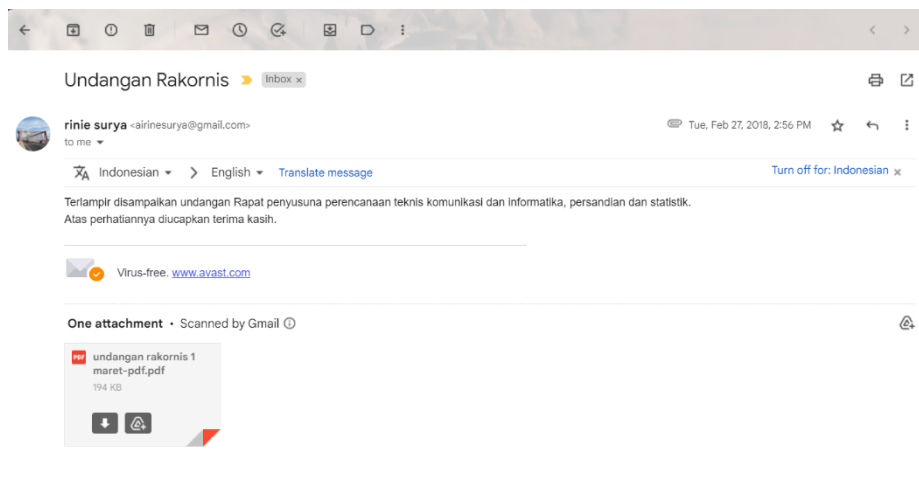 Undangan Rakornis Inbox x
rinie surya <airinesurya@gmail.com> Tue, Feb 27, 2018, 2:56 PM
to me
Indonesian > English Translate message Turn off for: Indonesian x
Terlampir disampaikan undangan Rapat penyusuna perencanaan teknis komunikasi dan informatika, persandian dan statistik.
Atas perhatiannya diucapkan terima kasih.
Virus-free. www.avast.com
One attachment • Scanned by Gmail
PDF undangan rakornis 1
maret-pdf.pdf
194 KB